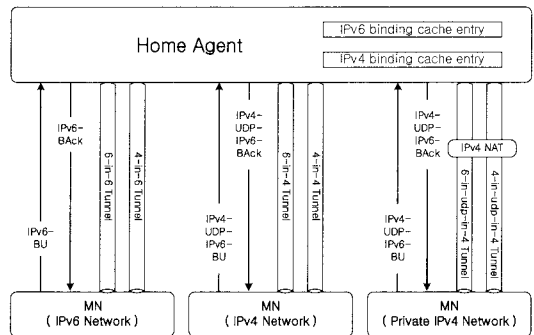 Home Agent
IPv6 binding cache entry
IPv4 binding cache entry
IPv6-
BAck
6-in-6 Tunnel
4-in-6 Tunnel
IPv6-
BU
IPv4-
UDP-
IPv6-
BAck
6-in-4 Tunnel
4-in-4 Tunnel
IPv4-
UDP-
IPv6-
BU
IPv4-
UDP-
IPv6-
BAck
IPv4 NAT
6-in-udp-in-4 Tunnel
4-in-udp-in-4 Tunnel
IPv4-
UDP-
IPv6-
BU
MN
( IPv6 Network )
MN
( IPv4 Network )
MN
( Private IPv4 Network )